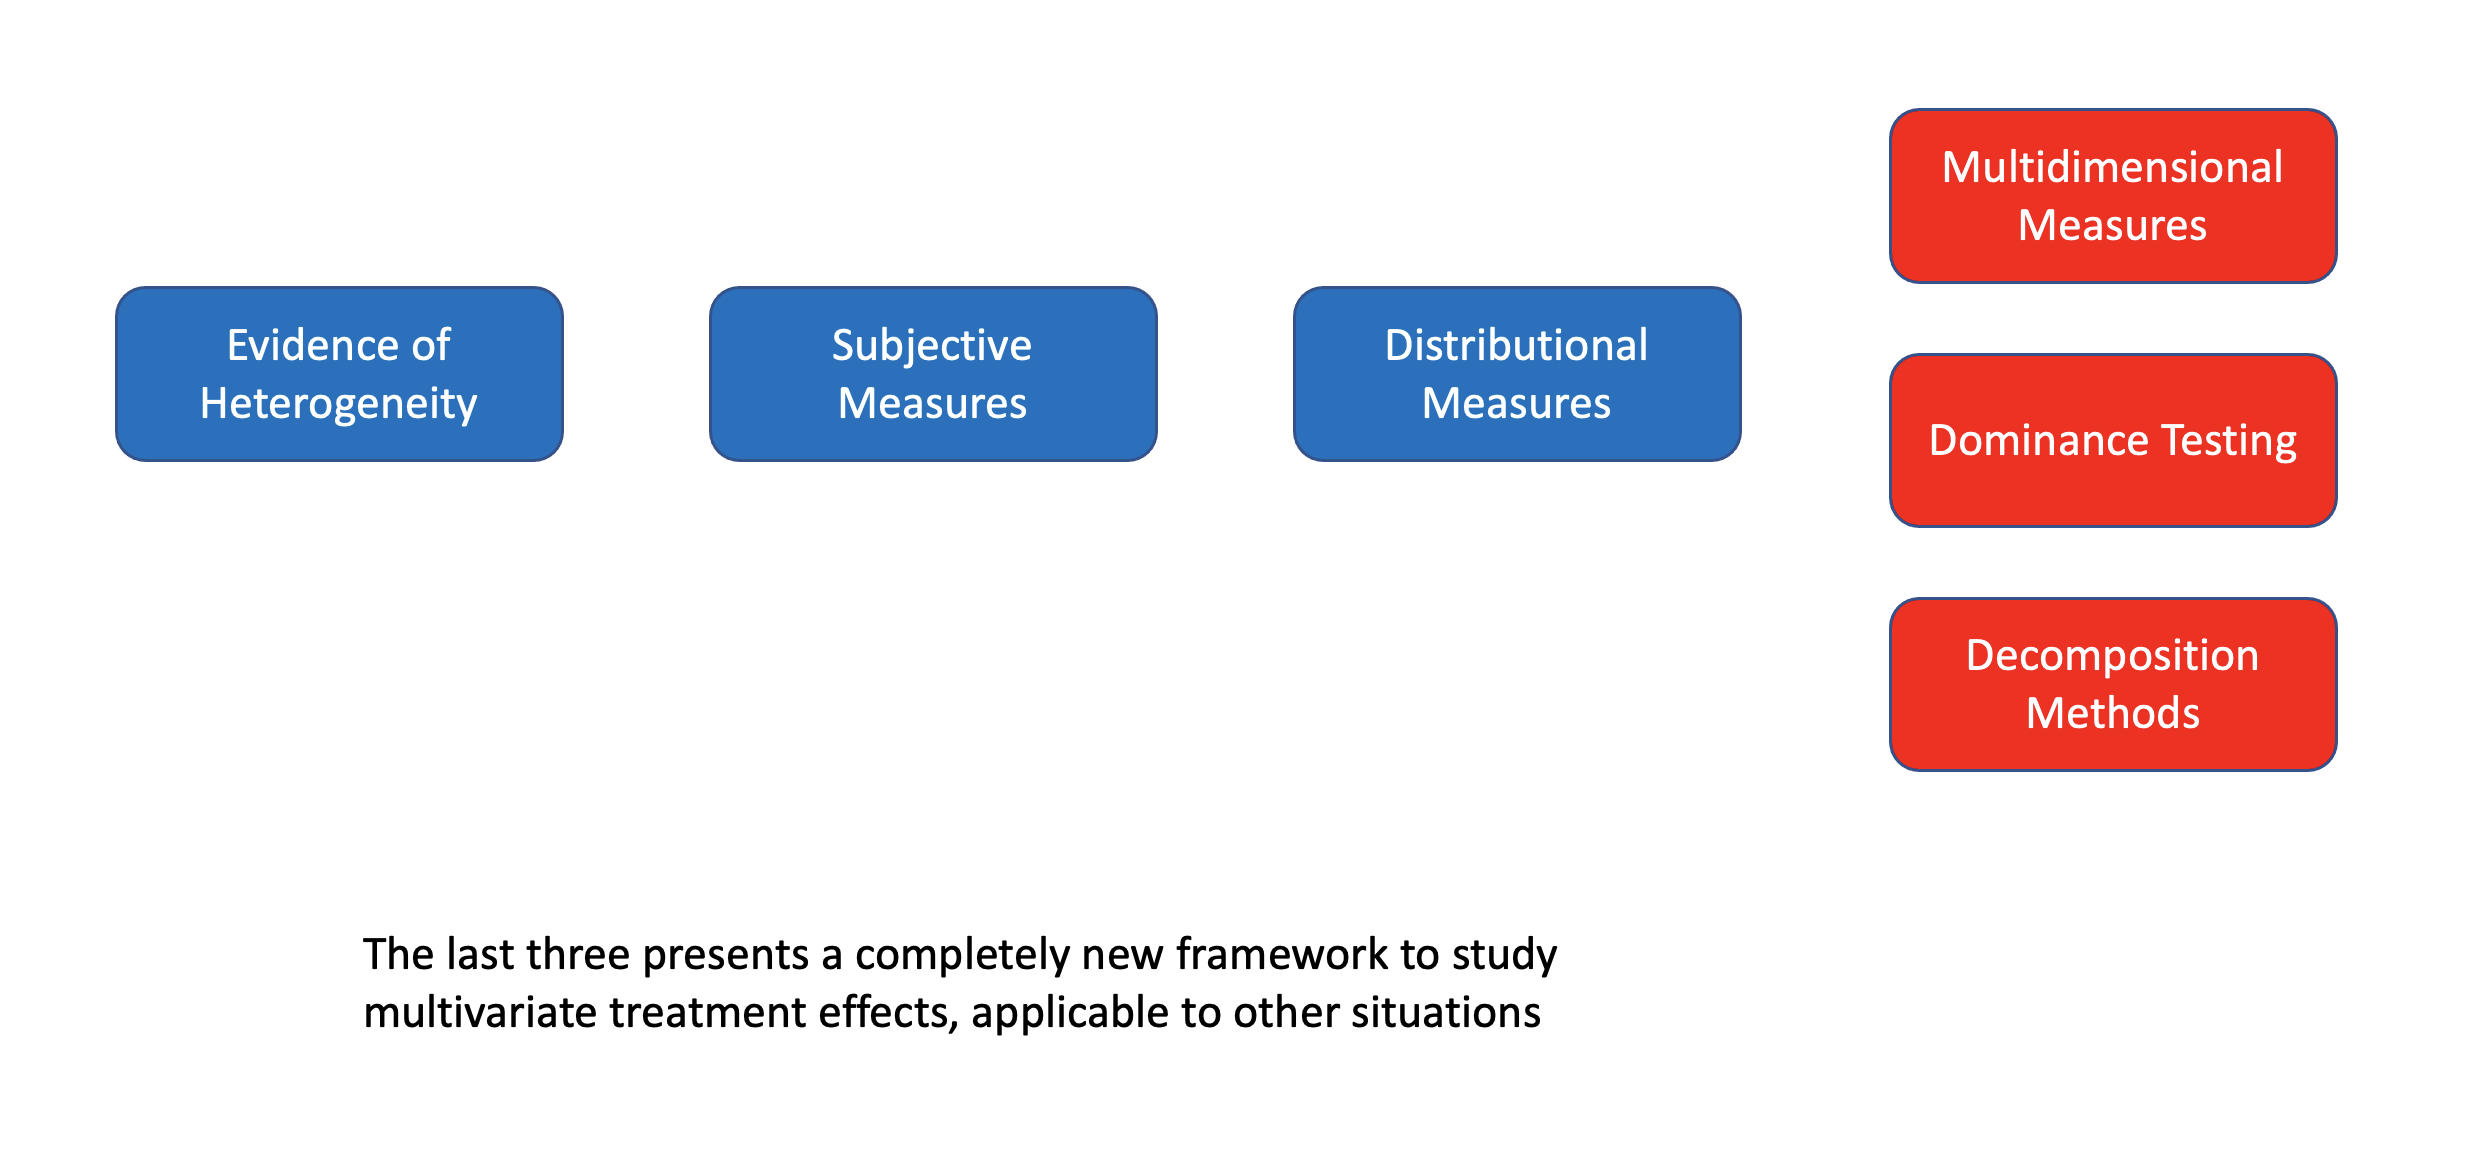 Evidence of
Heterogeneity
Subjective
Measures
Distributional
Measures
Multidimensional
Measures
Dominance Testing
Decomposition
Methods
The last three presents a completely new framework to study
multivariate treatment effects, applicable to other situations